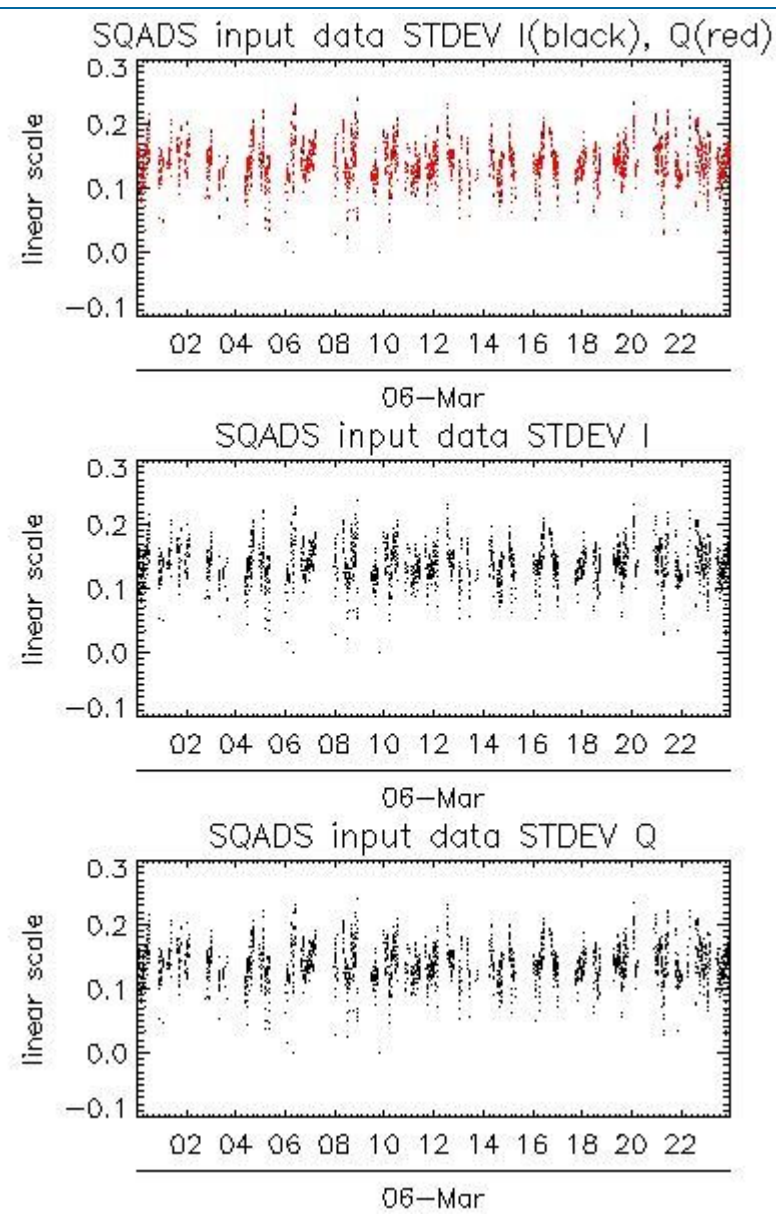 SQADS input data STDEV I(black), Q(red)
0.3
0.2
0.1
0.0
−0.1
linear scale
02 04 06 08 10 12 14 16 18 20 22
06−Mar
SQADS input data STDEV I
0.3
0.2
0.1
0.0
−0.1
linear scale
02 04 06 08 10 12 14 16 18 20 22
06−Mar
SQADS input data STDEV Q
0.3
0.2
0.1
0.0
−0.1
linear scale
02 04 06 08 10 12 14 16 18 20 22
06−Mar